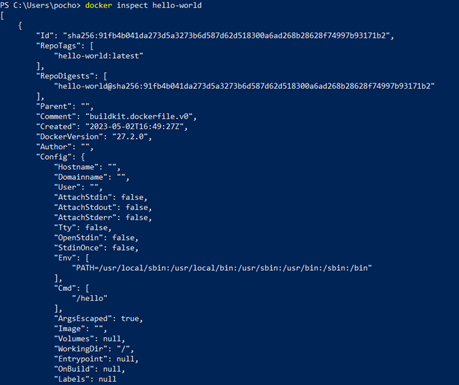 PS C:\Users\pocho> docker inspect hello-world
[
    {
        "Id": "sha256:91fb4b041da273d5a3273b6d587d62d518300a6ad268b28628f74997b93171b2",
        "RepoTags": [
            "hello-world:latest"
        ],
        "RepoDigests": [
            "hello-world@sha256:91fb4b041da273d5a3273b6d587d62d518300a6ad268b28628f74997b93171b2"
        ],
        "Parent": "",
        "Comment": "buildkit.dockerfile.v0",
        "Created": "2023-05-02T16:49:27Z",
        "DockerVersion": "27.2.0",
        "Author": "",
        "Config": {
            "Hostname": "",
            "Domainname": "",
            "User": "",
            "AttachStdin": false,
            "AttachStdout": false,
            "AttachStderr": false,
            "Tty": false,
            "OpenStdin": false,
            "StdinOnce": false,
            "Env": [
                "PATH=/usr/local/sbin:/usr/local/bin:/usr/sbin:/usr/bin:/sbin:/bin"
            ],
            "Cmd": [
                "/hello"
            ],
            "ArgsEscaped": true,
            "Image": "",
            "Volumes": null,
            "WorkingDir": "/",
            "Entrypoint": null,
            "OnBuild": null,
            "Labels": null